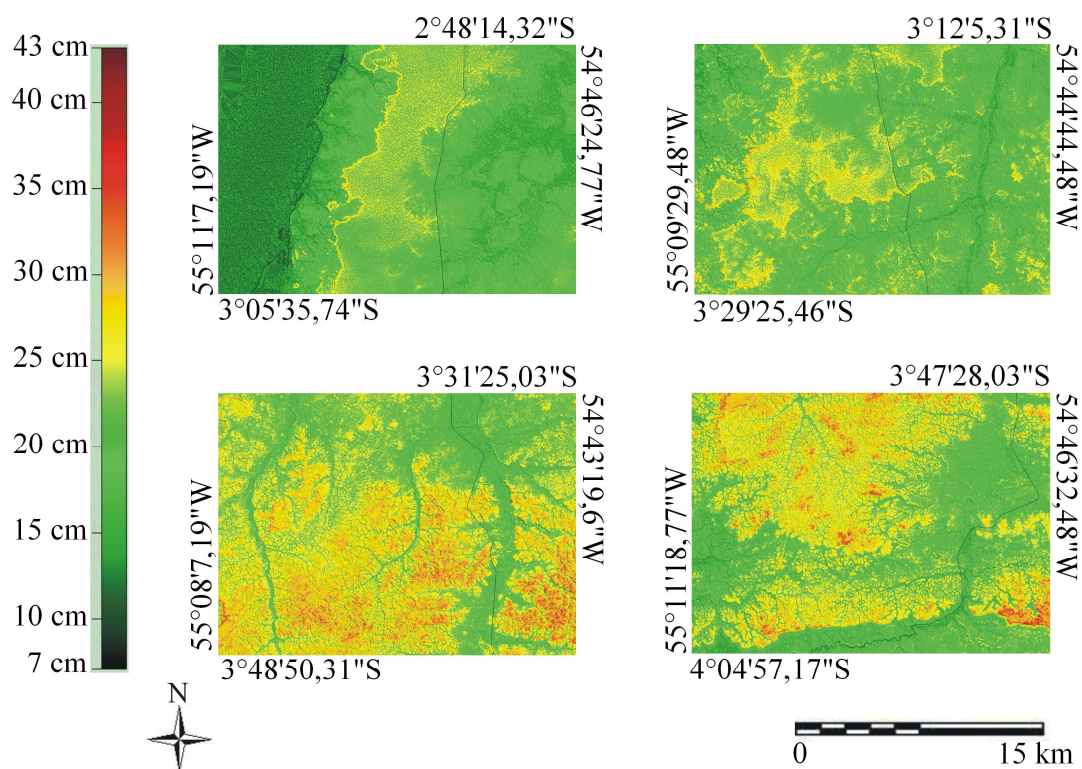 43 cm
40 cm
35 cm
30 cm
25 cm
20 cm
15 cm
10 cm
7 cm
2°48'14,32"S
55°11'7,19"W
54°46'24,77"W
3°05'35,74"S
3°12'5,31"S
55°09'29,48"W
54°44'44,48"W
3°29'25,46"S
3°31'25,03"S
55°08'7,19"W
54°43'19,6"W
3°48'50,31"S
3°47'28,03"S
55°11'18,77"W
54°46'32,48"W
4°04'57,17"S
N
0 15 km